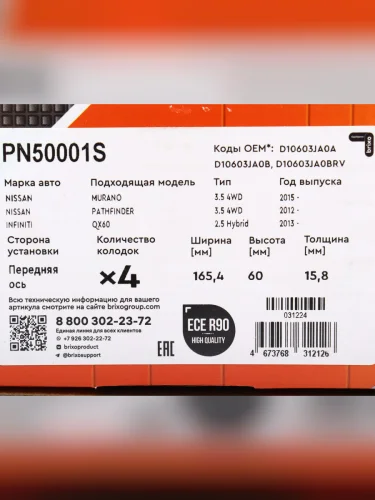 brixo
PN50001S
Коды OEM*: D10603JA0A
D10603JA0B, D10603JA0BRV
Марка авто Подходящая модель Тип Год выпуска
NISSAN MURANO 3.5 4WD 2015 -
NISSAN PATHFINDER 3.5 4WD 2012 -
INFINITI QX60 2.5 Hybrid 2013 -
Сторона Количество Ширина Высота Толщина
установки колодок [мм] [мм] [мм]
Передняя ось ×4 165,4 60 15,8
Всю техническую информацию для вашего
артикула смотрите на сайте brixogroup.com
8 800 302-23-72
Единая линия для всех клиентов
+7 926 302-22-72
brixoproduct
@brixosupport
EAC
ECE R90
HIGH QUALITY
031224
4 673768 312126